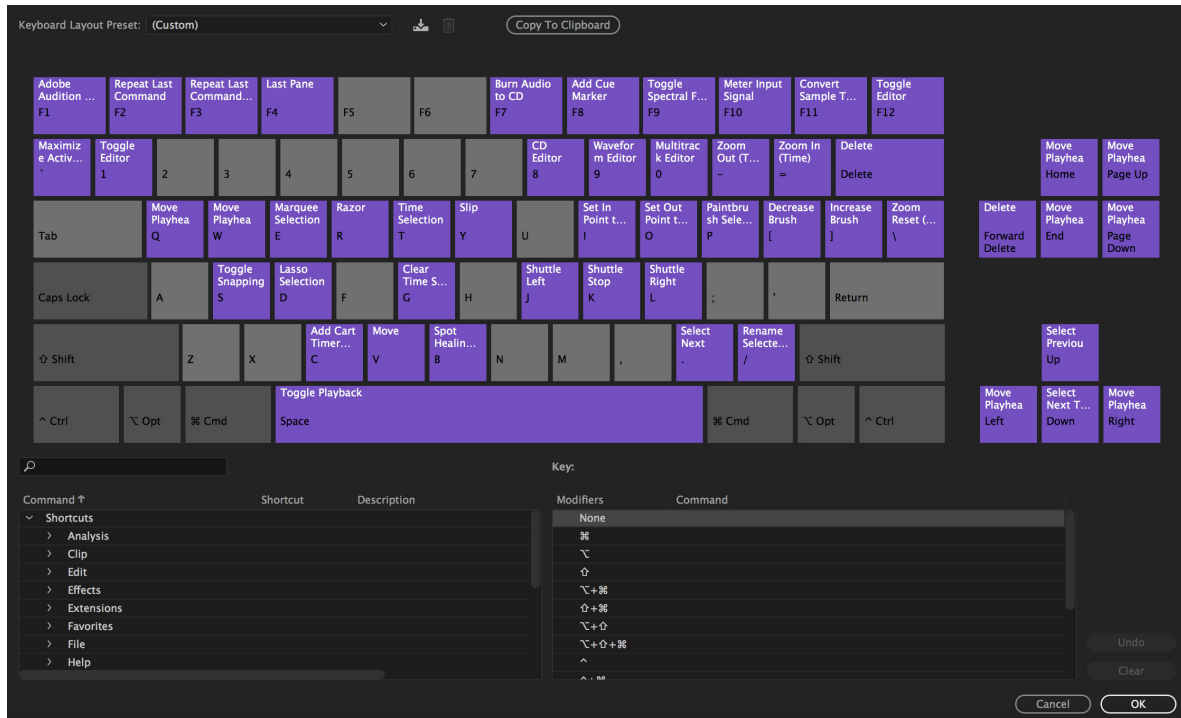 Keyboard Layout Preset: (Custom) Copy To Clipboard
Adobe Audition ... F1
Repeat Last Command F2
Repeat Last Command... F3
Last Pane F4
F5
F6
Burn Audio to CD F7
Add Cue Marker F8
Toggle Spectral F... F9
Meter Input Signal F10
Convert Sample T... F11
Toggle Editor F12
Maximiz e Activ... `
Toggle Editor 1
2
3
4
5
6
7
CD Editor 8
Wavefor m Editor 9
Multitrac k Editor 0
Zoom Out (T... -
Zoom In (Time) =
Delete Delete
Move Playhea Home
Move Playhea Page Up
Tab
Move Playhea Q
Move Playhea W
Marquee Selection E
Razor R
Time Selection T
Slip Y
U
Set In Point t... I
Set Out Point t... O
Paintbru sh Sele... P
Decrease Brush [
Increase Brush ]
Zoom Reset (... \
Delete Forward Delete
Move Playhea End
Move Playhea Page Down
Caps Lock
A
Toggle Snapping S
Lasso Selection D
F
Clear Time S... G
H
Shuttle Left J
Shuttle Stop K
Shuttle Right L
;
'
Return
⇧ Shift
Z
X
Add Cart Timer... C
Move V
Spot Healin... B
N
M
,
Select Next .
Rename Selecte... /
⇧ Shift
Select Previou Up
^ Ctrl
⌥ Opt
⌘ Cmd
Toggle Playback Space
⌘ Cmd
⌥ Opt
^ Ctrl
Move Playhea Left
Select Next T... Down
Move Playhea Right
Key:
Command ↑ Shortcut Description
Shortcuts
Analysis
Clip
Edit
Effects
Extensions
Favorites
File
Help
Modifiers Command
None
⌘
⌥
⇧
⌥+⌘
⇧+⌘
⌥+⇧
⌥+⇧+⌘
^
^+⌘
Undo
Clear
Cancel OK